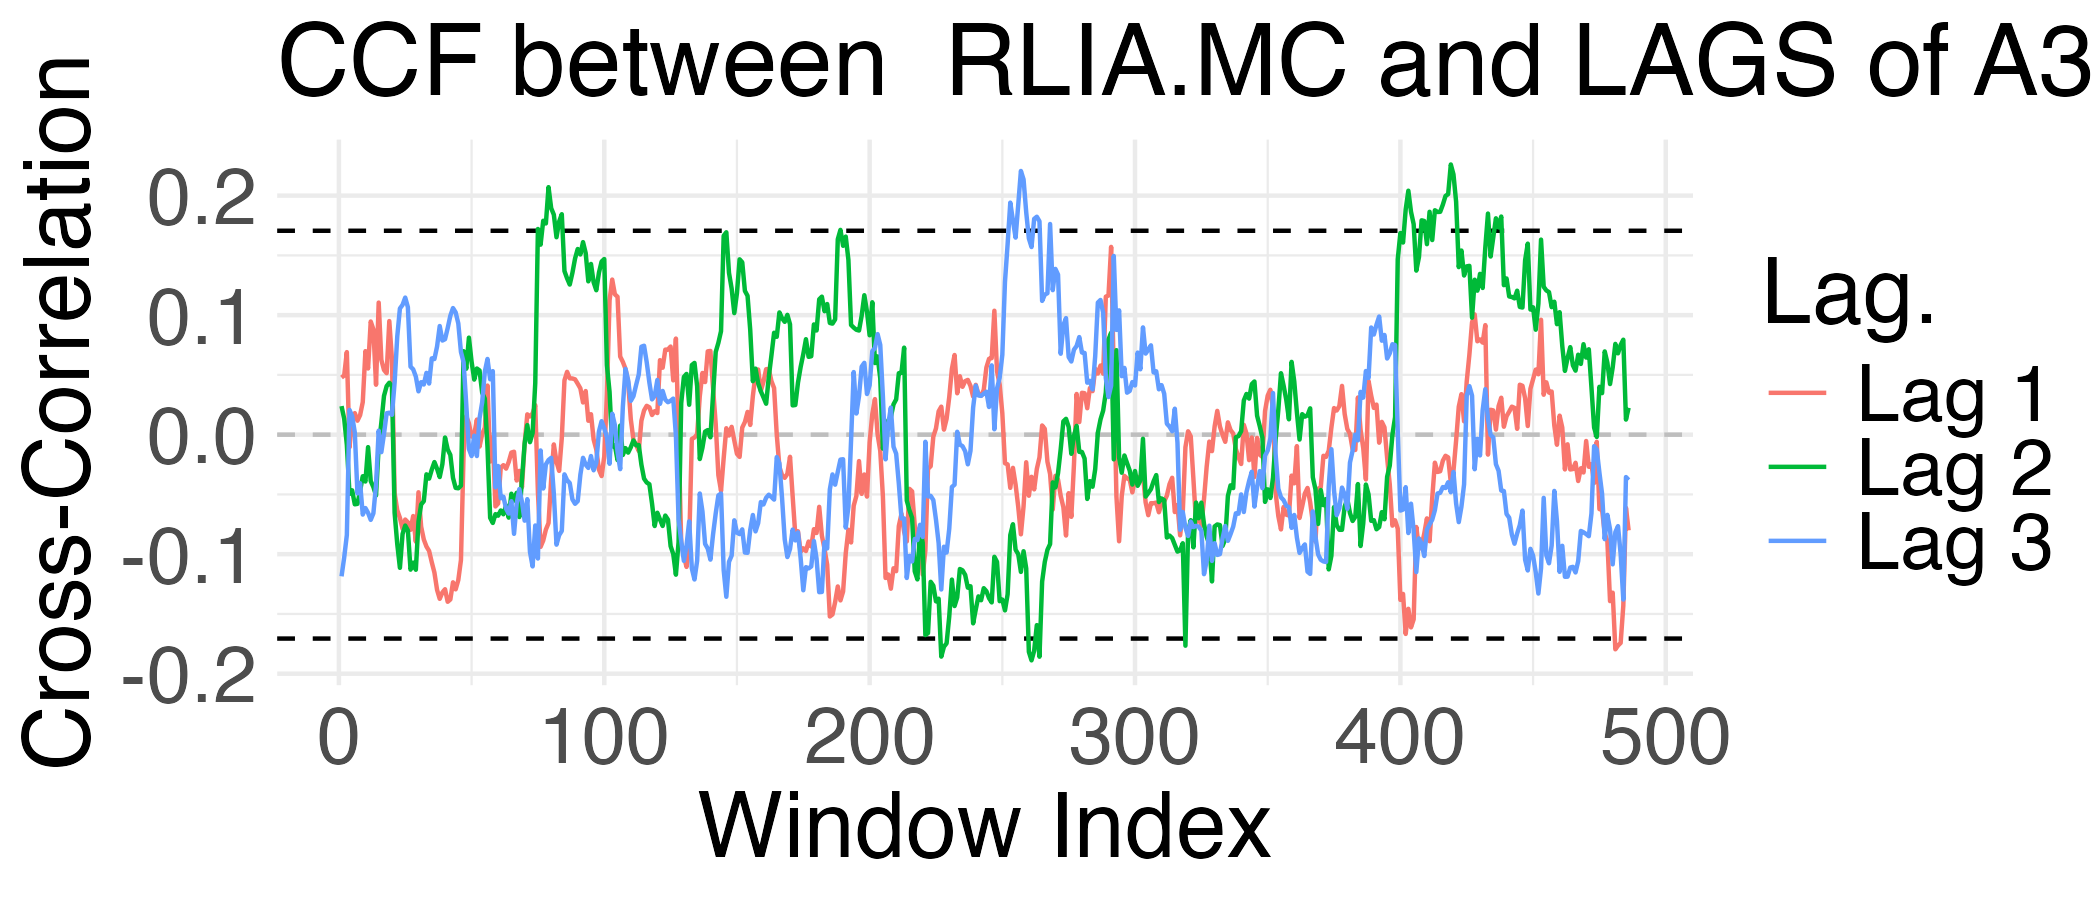 CCF between  RLIA.MC and LAGS of A3
Cross-Correlation
0.2
0.1
0.0
-0.1
-0.2
0 100 200 300 400 500
Window Index
Lag.
Lag 1
Lag 2
Lag 3